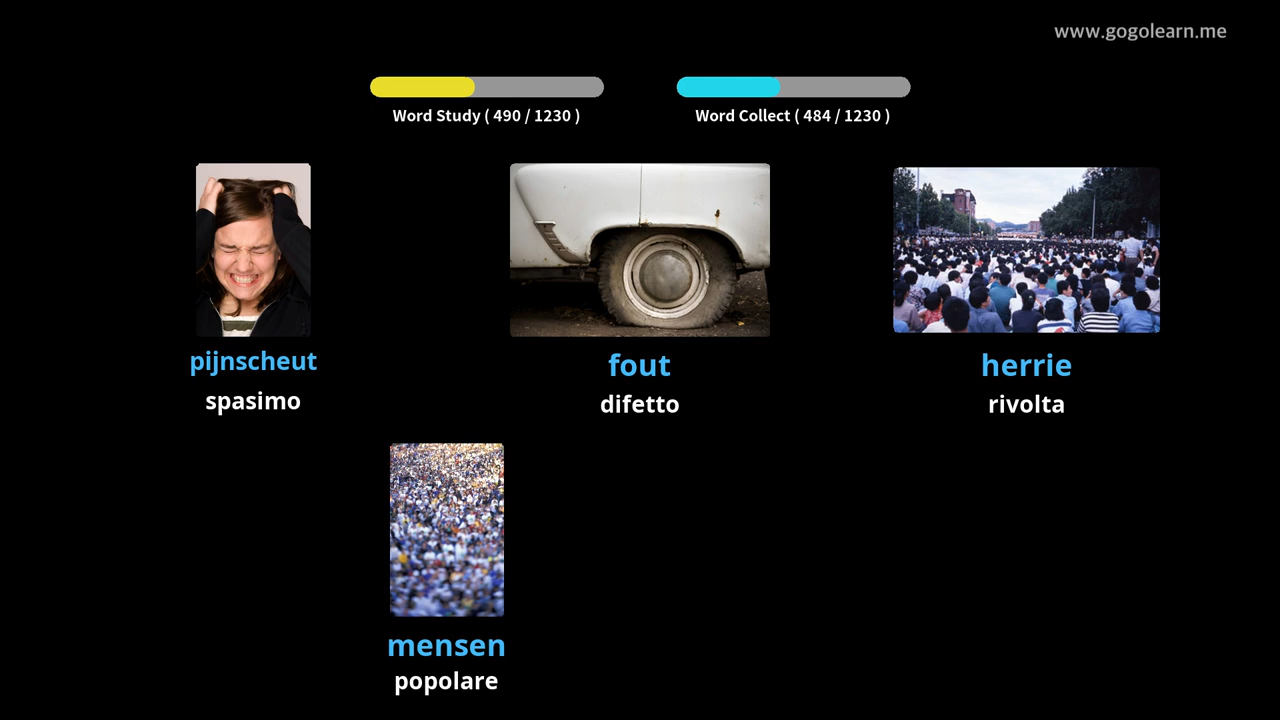 www.gogolearn.me
Word Study ( 490 / 1230 )
Word Collect ( 484 / 1230 )
pijnscheut
spasimo
fout
difetto
herrie
rivolta
mensen
popolare